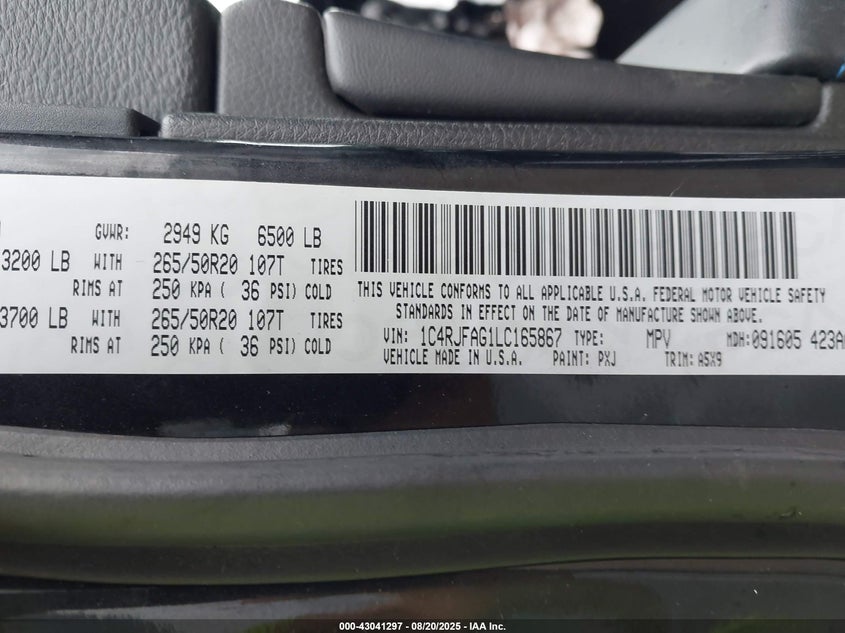 GVWR: 2949 KG 6500 LB
3200 LB WITH 265/50R20 107T TIRES
RIMS AT 250 KPA ( 36 PSI) COLD
3700 LB WITH 265/50R20 107T TIRES
RIMS AT 250 KPA ( 36 PSI) COLD
THIS VEHICLE CONFORMS TO ALL APPLICABLE U.S.A. FEDERAL MOTOR VEHICLE SAFETY
STANDARDS IN EFFECT ON THE DATE OF MANUFACTURE SHOWN ABOVE.
VIN: 1C4RJFAG1LC165867 TYPE: MPV MDH:091605 423A
VEHICLE MADE IN U.S.A. PAINT: PXJ TRIM: A5X9
000-43041297 - 08/20/2025 - IAA Inc.